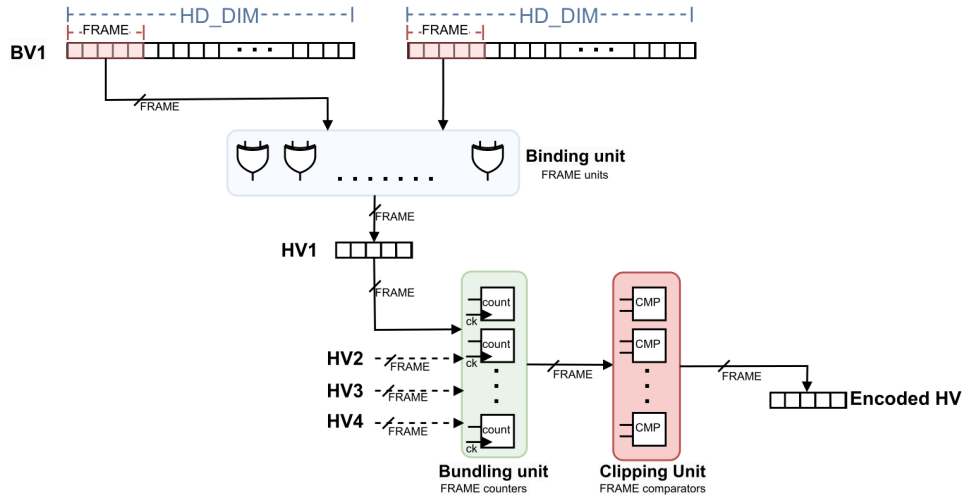 HD_DIM
HD_DIM
FRAME
FRAME
BV1
FRAME
Binding unit
FRAME units
FRAME
HV1
FRAME
count
ck
CMP
count
ck
CMP
HV2
FRAME
FRAME
FRAME
HV3
FRAME
Encoded HV
HV4
FRAME
count
ck
CMP
Bundling unit
FRAME counters
Clipping Unit
FRAME comparators